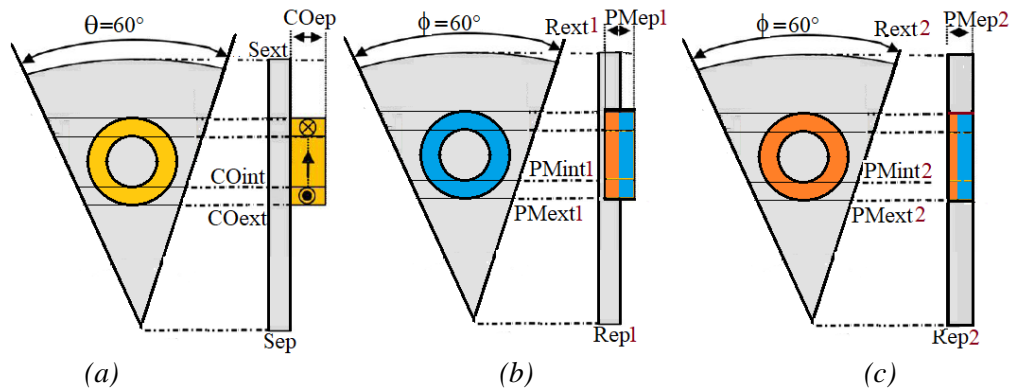 θ=60°
COep
Sext
COint
COext
Sep
(a)
ϕ=60°
Rext1
PMep1
PMint1
PMext1
Rep1
(b)
ϕ=60°
Rext2
PMep2
PMint2
PMext2
Rep2
(c)